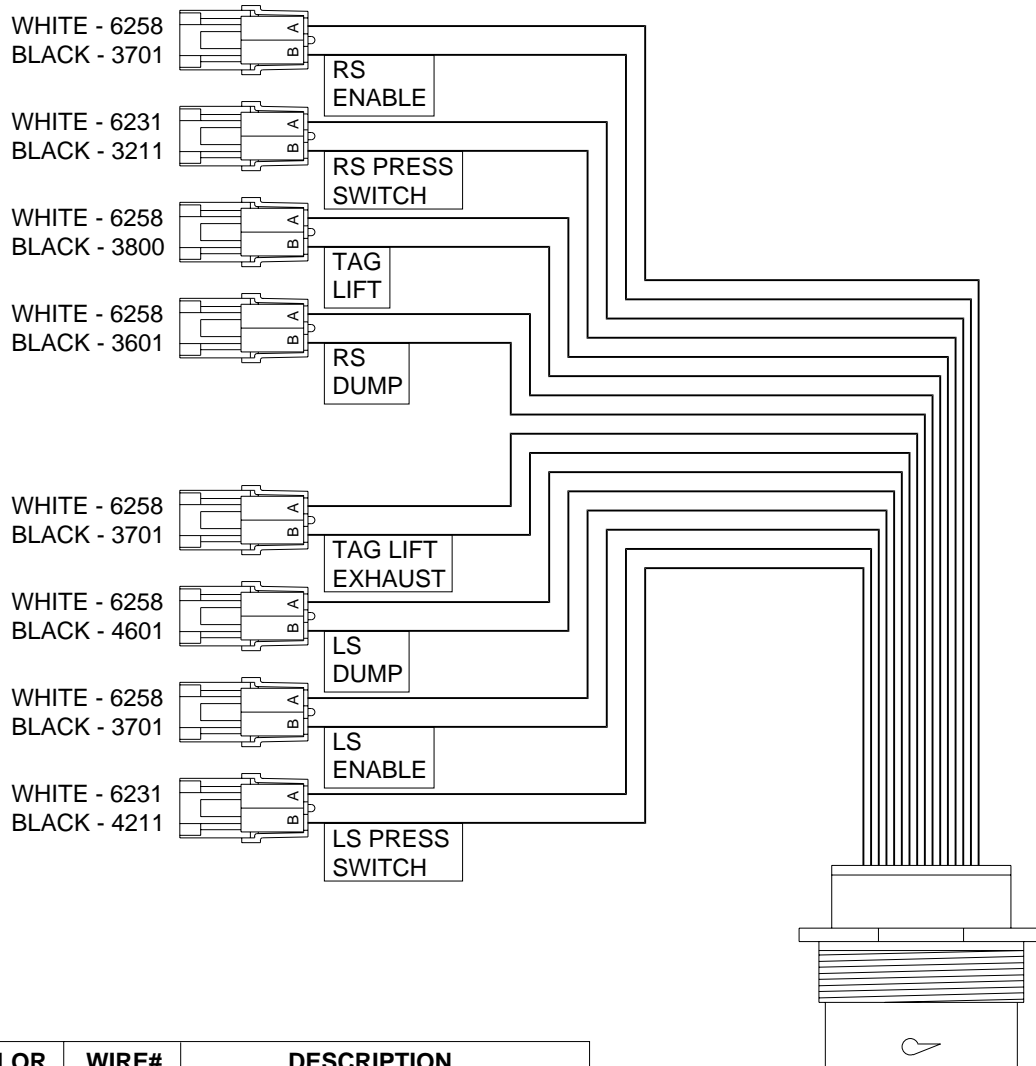 WHITE - 6258
BLACK - 3701
A
B
RS
ENABLE
WHITE - 6231
BLACK - 3211
A
B
RS PRESS
SWITCH
WHITE - 6258
BLACK - 3800
A
B
TAG
LIFT
WHITE - 6258
BLACK - 3601
A
B
RS
DUMP
WHITE - 6258
BLACK - 3701
A
B
TAG LIFT
EXHAUST
WHITE - 6258
BLACK - 4601
A
B
LS
DUMP
WHITE - 6258
BLACK - 3701
A
B
LS
ENABLE
WHITE - 6231
BLACK - 4211
A
B
LS PRESS
SWITCH
WIRE# DESCRIPTION